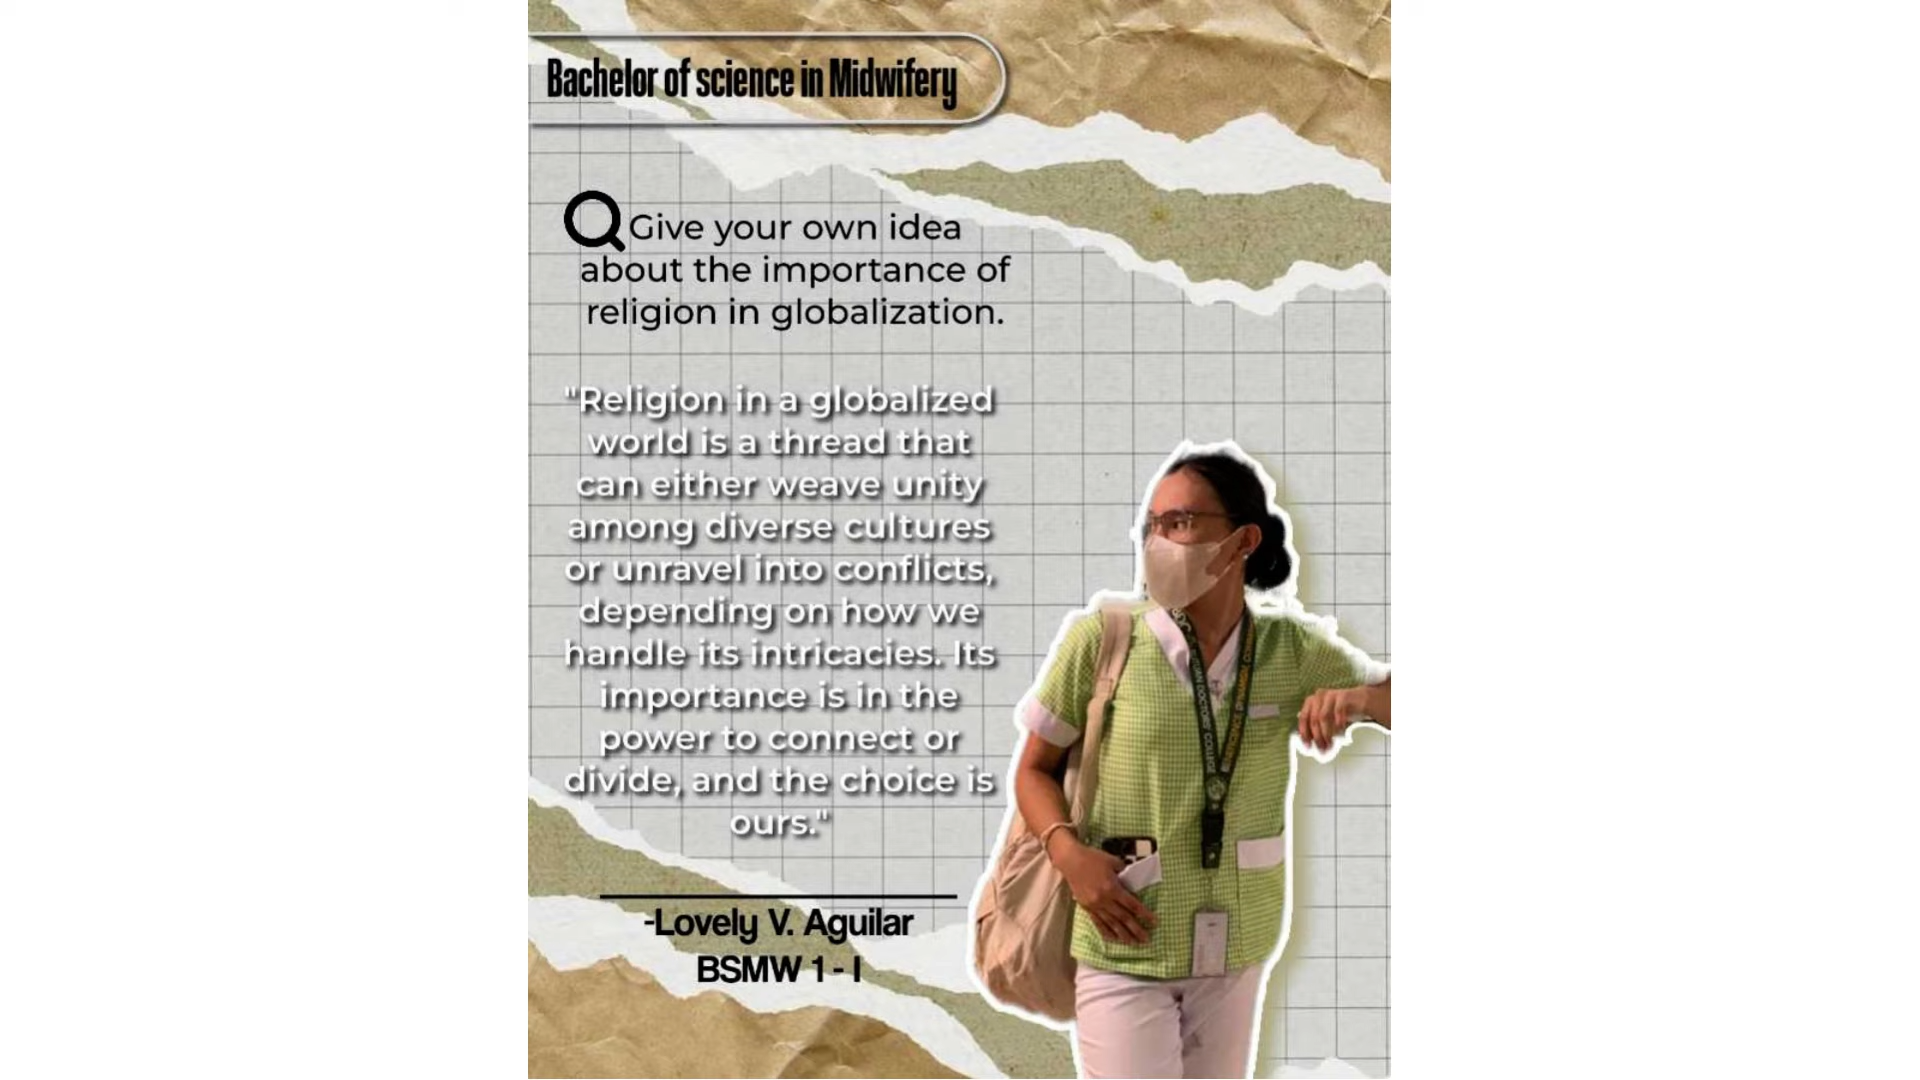 Bachelor of science in Midwifery
Q Give your own idea
about the importance of
religion in globalization.
"Religion in a globalized
world is a thread that
can either weave unity
among diverse cultures
or unravel into conflicts,
depending on how we
handle its intricacies. Its
importance is in the
power to connect or
divide, and the choice is
ours."
-Lovely V. Aguilar
BSMW 1 - I
JUAN DOCTORS' COLLEGE